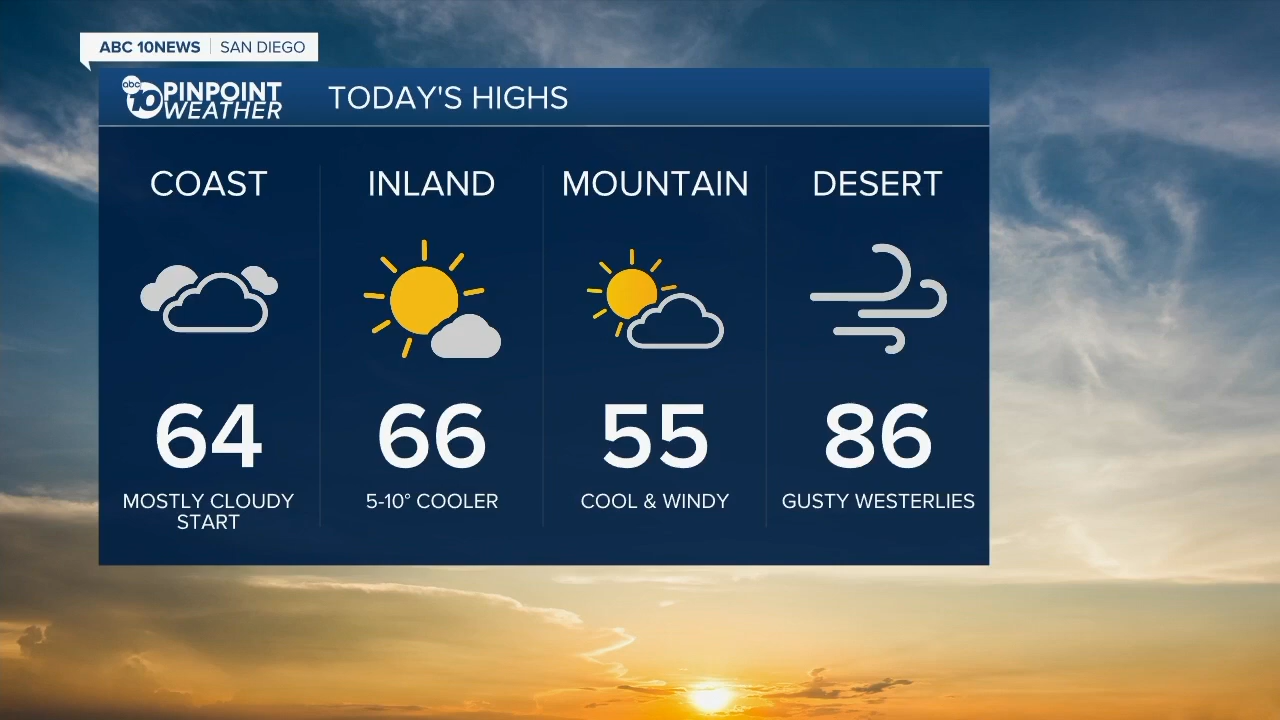 ABC 10NEWS | SAN DIEGO
abc 10 PINPOINT WEATHER
TODAY'S HIGHS
COAST
INLAND
MOUNTAIN
DESERT
64
66
55
86
MOSTLY CLOUDY
START
5-10° COOLER
COOL & WINDY
GUSTY WESTERLIES